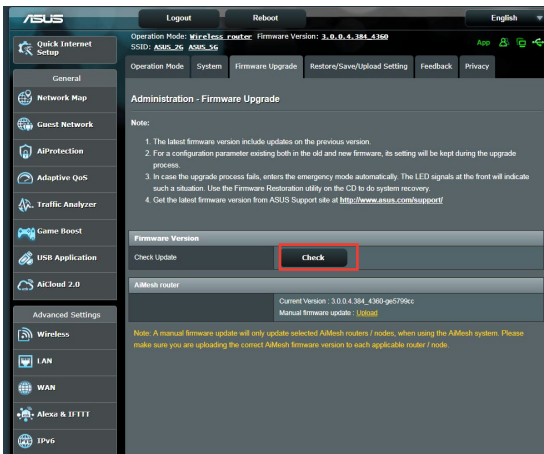 ASUS
Logout
Reboot
English
Quick Internet
Setup
Operation Mode: Wireless router Firmware Version: 3.0.0.4.384_4360
SSID: ASUS_2G ASUS_5G
App
Operation Mode
System
Firmware Upgrade
Restore/Save/Upload Setting
Feedback
Privacy
General
Network Map
Guest Network
AiProtection
Adaptive QoS
Traffic Analyzer
Game Boost
USB Application
AiCloud 2.0
Advanced Settings
Wireless
LAN
WAN
Alexa & IFTTT
IPv6
Administration - Firmware Upgrade
Note:
1. The latest firmware version include updates on the previous version.
2. For a configuration parameter existing both in the old and new firmware, its setting will be kept during the upgrade
process.
3. In case the upgrade process fails, enters the emergency mode automatically. The LED signals at the front will indicate
such a situation. Use the Firmware Restoration utility on the CD to do system recovery.
4. Get the latest firmware version from ASUS Support site at http://www.asus.com/support/
Firmware Version
Check Update
Check
AiMesh router
Current Version : 3.0.0.4.384_4360-ge5799cc
Manual firmware update : Upload
Note: A manual firmware update will only update selected AiMesh routers / nodes, when using the AiMesh system. Please
make sure you are uploading the correct AiMesh firmware version to each applicable router / node.